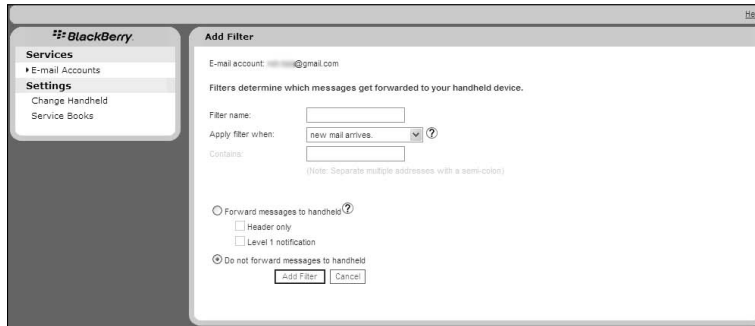 He
BlackBerry.
Services
E-mail Accounts
Settings
Change Handheld
Service Books
Add Filter
E-mail account: @gmail.com
Filters determine which messages get forwarded to your handheld device.
Filter name:
Apply filter when: new mail arrives. ?
Contains:
(Note: Separate multiple addresses with a semi-colon)
Forward messages to handheld ?
Header only
Level 1 notification
Do not forward messages to handheld
Add Filter Cancel